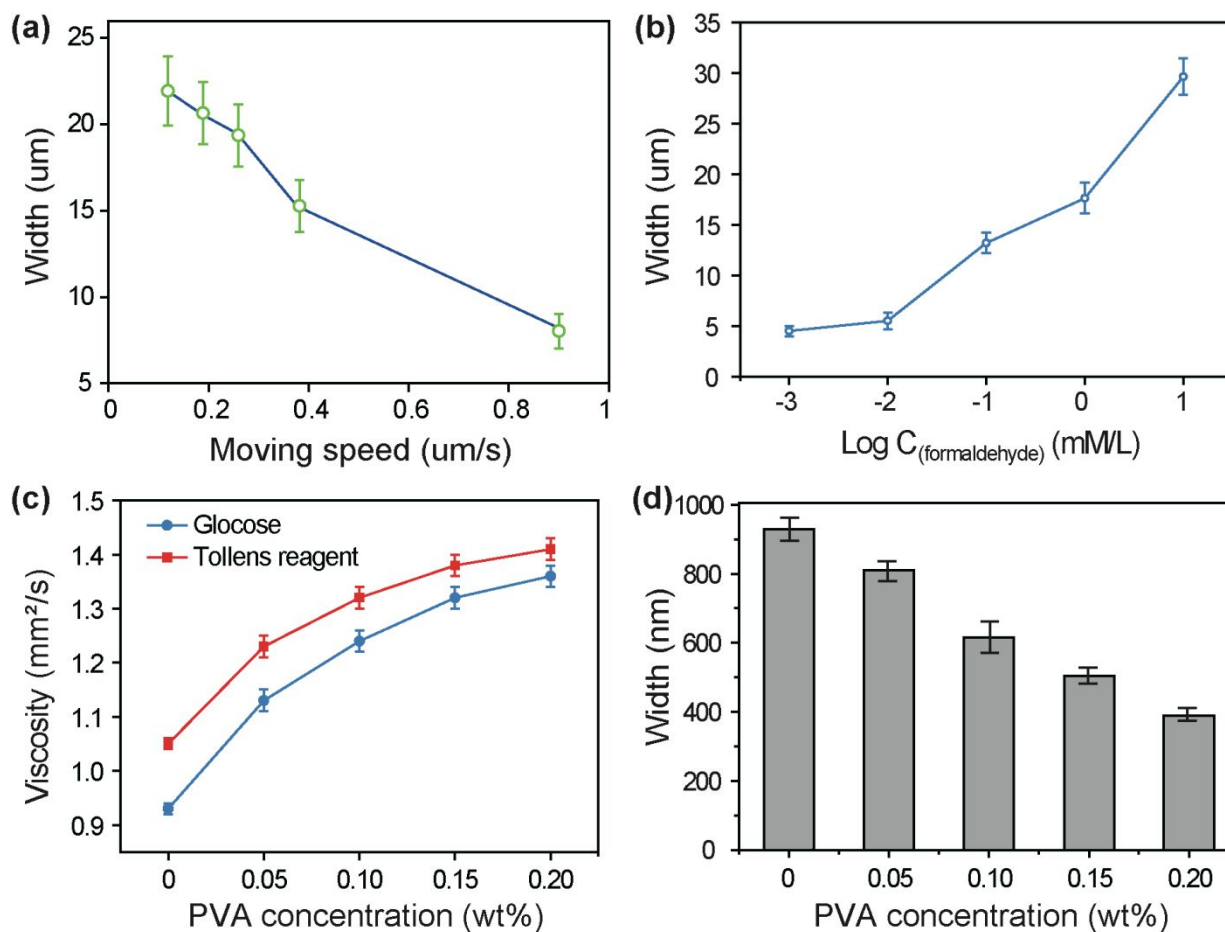 (a)
25
20
15
10
5
Width (um)
0 0.2 0.4 0.6 0.8 1
Moving speed (um/s)
(b)
35
30
25
20
15
10
5
0
Width (um)
-3 -2 -1 0 1
Log C(formaldehyde) (mM/L)
(c)
1.5
1.4
1.3
1.2
1.1
1.0
0.9
Viscosity (mm²/s)
Glocose
Tollens reagent
0 0.05 0.10 0.15 0.20
PVA concentration (wt%)
(d)
1000
800
600
400
200
0
Width (nm)
0 0.05 0.10 0.15 0.20
PVA concentration (wt%)